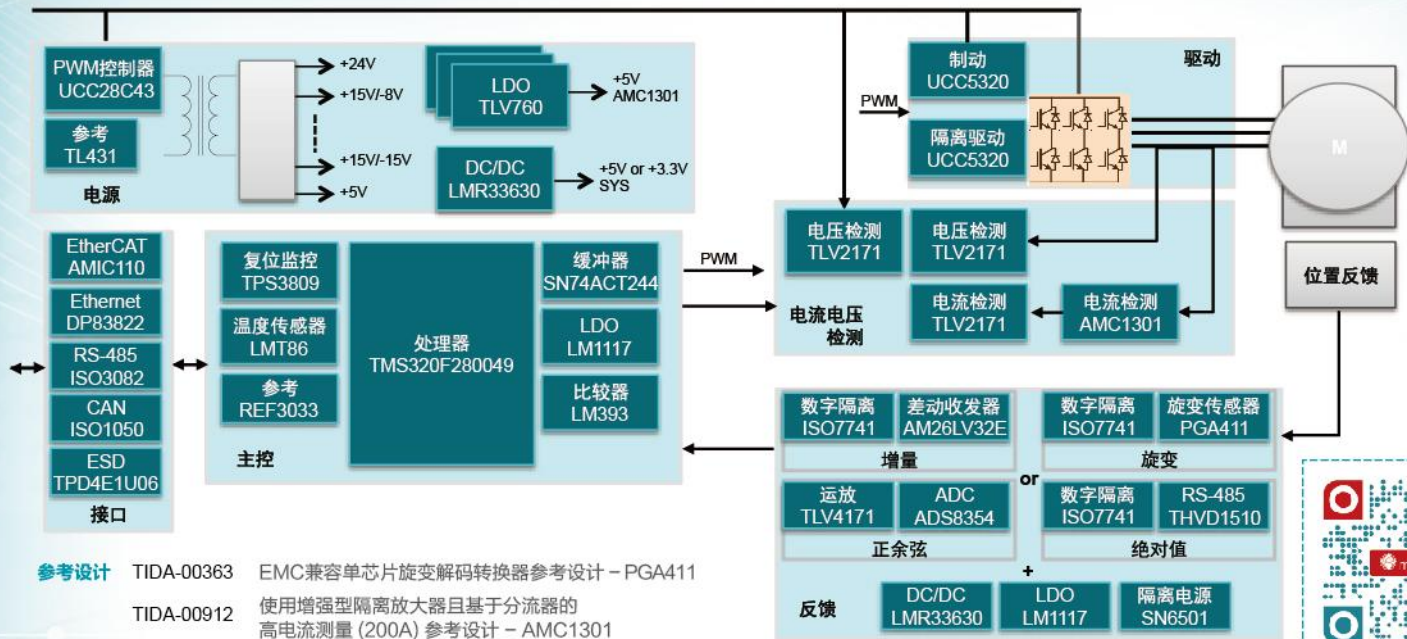 PWM控制器
UCC28C43
参考
TL431
+24V
+15V/-8V
+15V/-15V
+5V
LDO
TLV760
+5V
AMC1301
DC/DC
LMR33630
+5V or +3.3V
SYS
电源
制动
UCC5320
驱动
PWM
隔离驱动
UCC5320
M
EtherCAT
AMIC110
Ethernet
DP83822
RS-485
ISO3082
CAN
ISO1050
ESD
TPD4E1U06
接口
复位监控
TPS3809
温度传感器
LMT86
参考
REF3033
主控
处理器
TMS320F280049
缓冲器
SN74ACT244
LDO
LM1117
比较器
LM393
PWM
电压检测
TLV2171
电压检测
TLV2171
电流检测
TLV2171
电流检测
AMC1301
电流电压
检测
位置反馈
数字隔离
ISO7741
差动收发器
AM26LV32E
增量
数字隔离
ISO7741
旋变传感器
PGA411
旋变
or
运放
TLV4171
ADC
ADS8354
正余弦
数字隔离
ISO7741
RS-485
THVD1510
绝对值
+
反馈
DC/DC
LMR33630
LDO
LM1117
隔离电源
SN6501
参考设计 TIDA-00363 EMC兼容单芯片旋变解码转换器参考设计 – PGA411
TIDA-00912 使用增强型隔离放大器且基于分流器的
高电流测量 (200A) 参考设计 – AMC1301